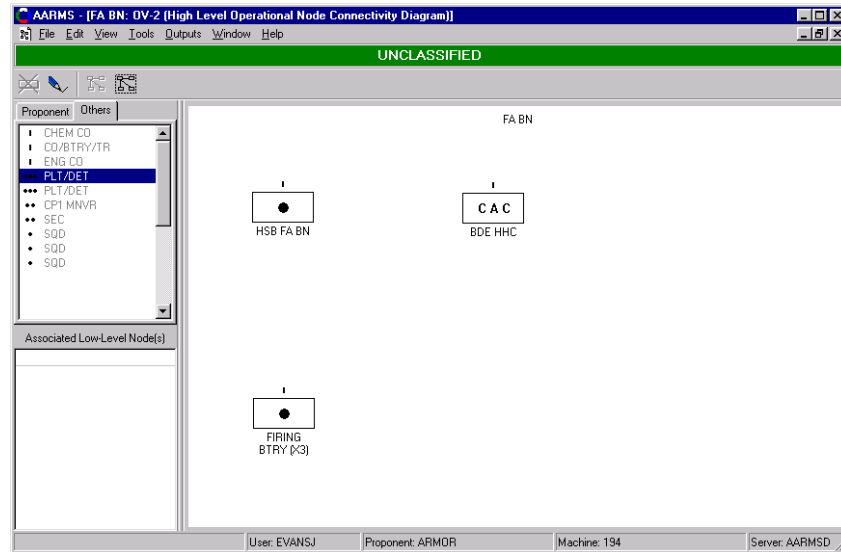 AARMS - [FA BN: OV-2 (High Level Operational Node Connectivity Diagram)]
File Edit View Tools Outputs Window Help
UNCLASSIFIED
Proponent Others
CHEM CO
CO/BTRY/TR
ENG CO
PLT/DET
PLT/DET
CP1 MNVR
SEC
SQD
SQD
SQD
Associated Low-Level Node(s)
FA BN
HSB FA BN
CAC
BDE HHC
FIRING
BTRY (X3)
User: EVANSJ Proponent: ARMOR Machine: 194 Server: AARMSD